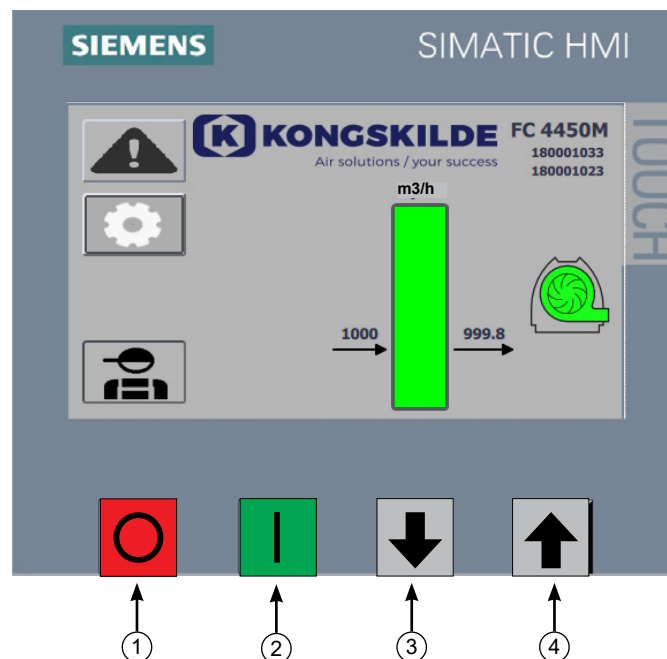 SIEMENS
SIMATIC HMI
TOUCH
K KONGSKILDE
Air solutions / your success
FC 4450M
180001033
180001023
m3/h
1000
999.8
1
2
3
4